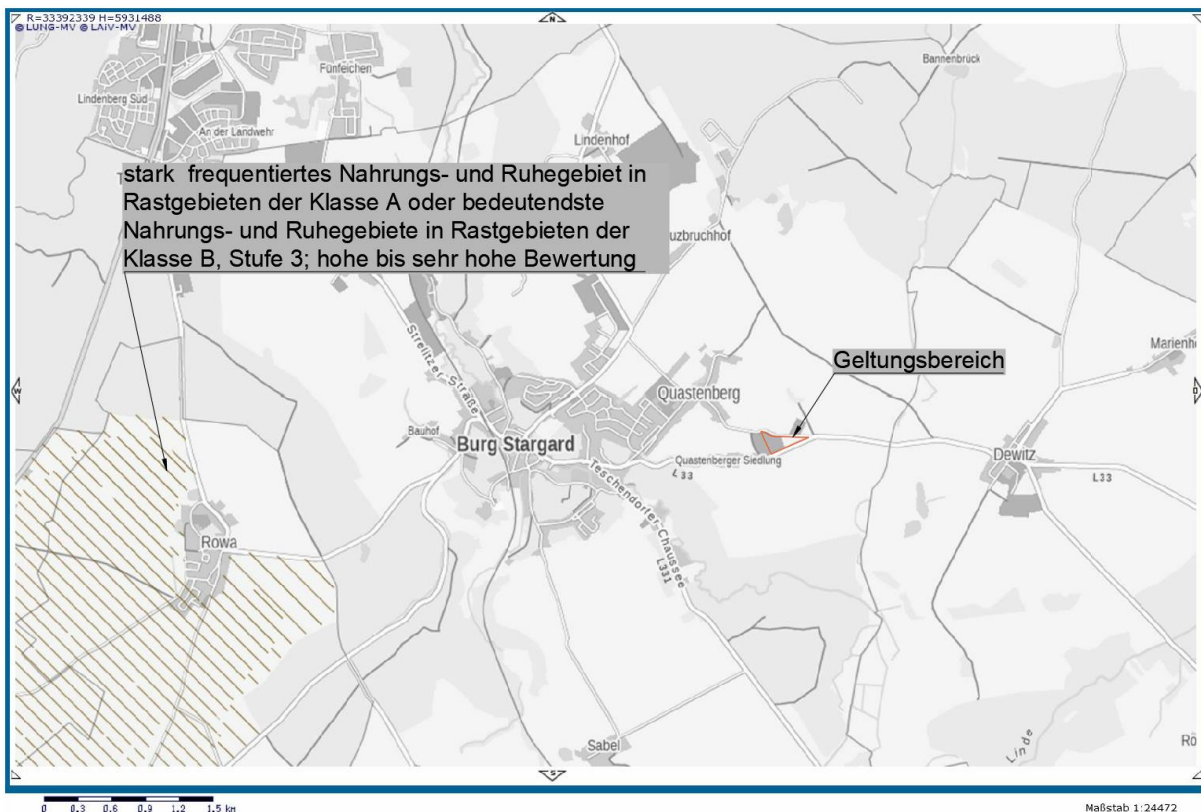 R=33392339 H=5931488
© LUNG-MV © LAiV-MV
N
Bannenbrück
Fünfeichen
Lindenberg Süd
An der Landwehr
Lindenhof
stark frequentiertes Nahrungs- und Ruhegebiet in
Rastgebieten der Klasse A oder bedeutendste
Nahrungs- und Ruhegebiete in Rastgebieten der
Klasse B, Stufe 3; hohe bis sehr hohe Bewertung
uzbruchhof
Strelitzer-Straße
Geltungsbereich
Marienh
W
O
Quastenberg
Bauhof
Burg Stargard
Quastenberger Siedlung
L33
Dewitz
L33
Teschendorfer-Chaussee
L331
Rowa
Sabel
Linde
Rö
S
0 0.3 0.6 0.9 1.2 1.5 km
Maßstab 1:24472